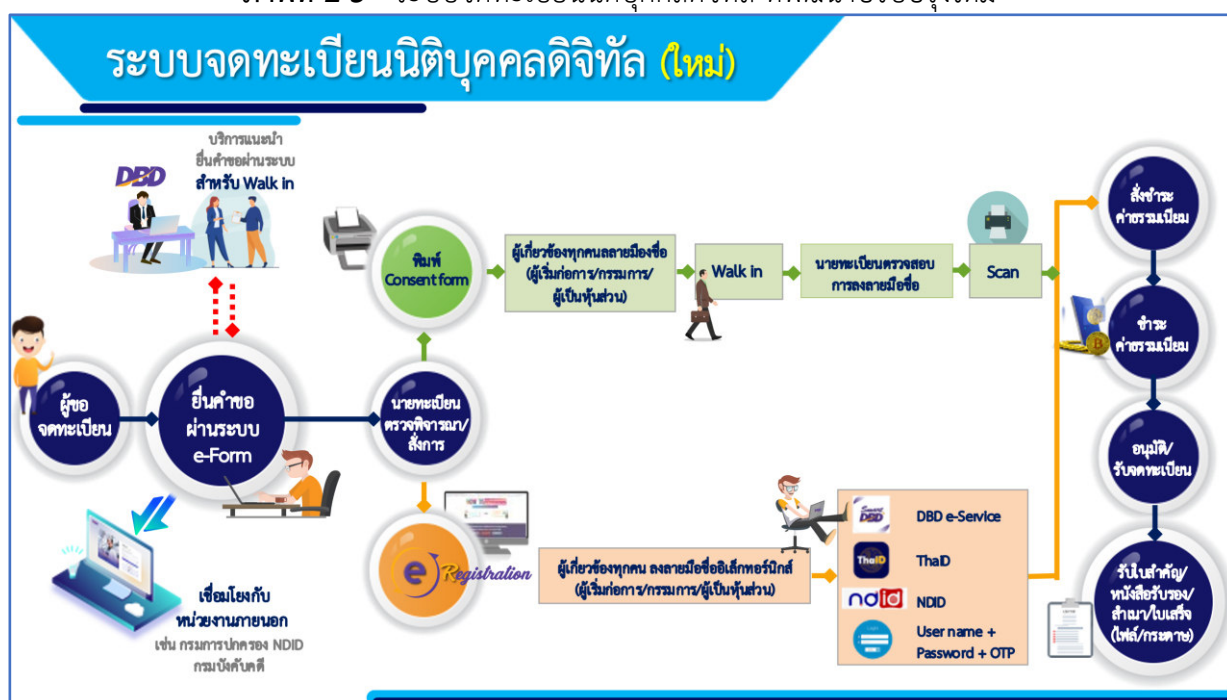 ระบบจดทะเบียนนิติบุคคลดิจิทัล (ใหม่)
บริการแนะนำ
ยื่นคำขอผ่านระบบ
สำหรับ Walk in
DBD
ผู้ขอ
จดทะเบียน
ยื่นคำขอ
ผ่านระบบ
e-Form
เชื่อมโยงกับ
หน่วยงานภายนอก
เช่น กรมการปกครอง NDID
กรมบังคับคดี
นายทะเบียน
ตรวจพิจารณา/
สั่งการ
พิมพ์
Consent form
ผู้เกี่ยวข้องทุกคนลลายมืองชื่อ
(ผู้เริ่มก่อการ/กรรมการ/
ผู้เป็นหุ้นส่วน)
Walk in
นายทะเบียนตรวจสอบ
การลงลายมือชื่อ
Scan
e Registration
ผู้เกี่ยวข้องทุกคน ลงลายมือชื่ออิเล็กทอร์นิกส์
(ผู้เริ่มก่อการ/กรรมการ/ผู้เป็นหุ้นส่วน)
DBD
DBD e-Service
ThaID
ThaID
ndid
NDID
User name +
Password + OTP
สั่งชำระ
ค่าธรรมเนียม
ชำระ
ค่าธรรมเนียม
อนุมัติ/
รับจดทะเบียน
รับใบสำคัญ/
หนังสือรับรอง/
สำเนา/ใบเสร็จ
(ไฟล์/กระดาษ)